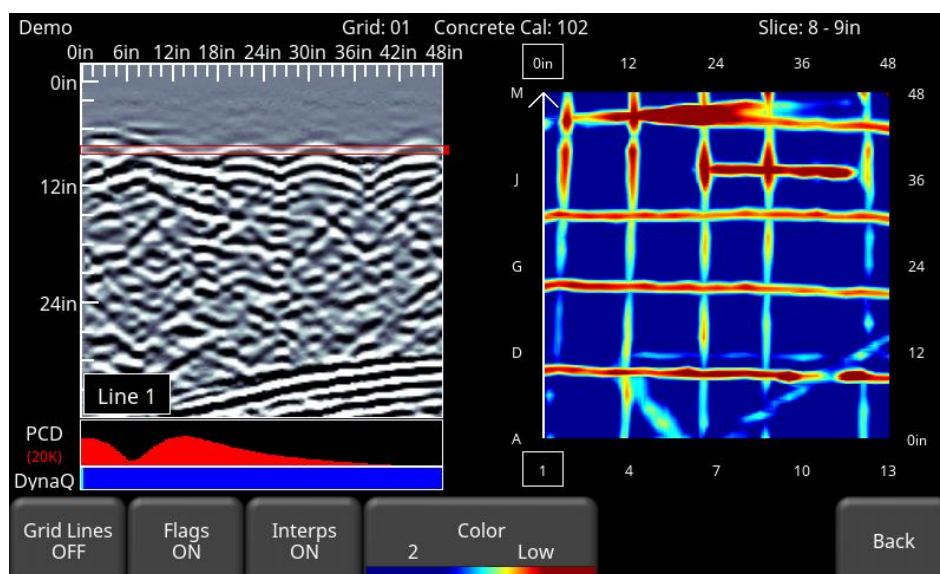 Demo Grid: 01 Concrete Cal: 102 Slice: 8 - 9in
0in 6in 12in 18in 24in 30in 36in 42in 48in
0in
12in
24in
Line 1
PCD
(20K)
DynaQ
0in 12 24 36 48
M 48
J 36
G 24
D 12
A 0in
1 4 7 10 13
Grid Lines
OFF
Flags
ON
Interps
ON
Color
2 Low
Back